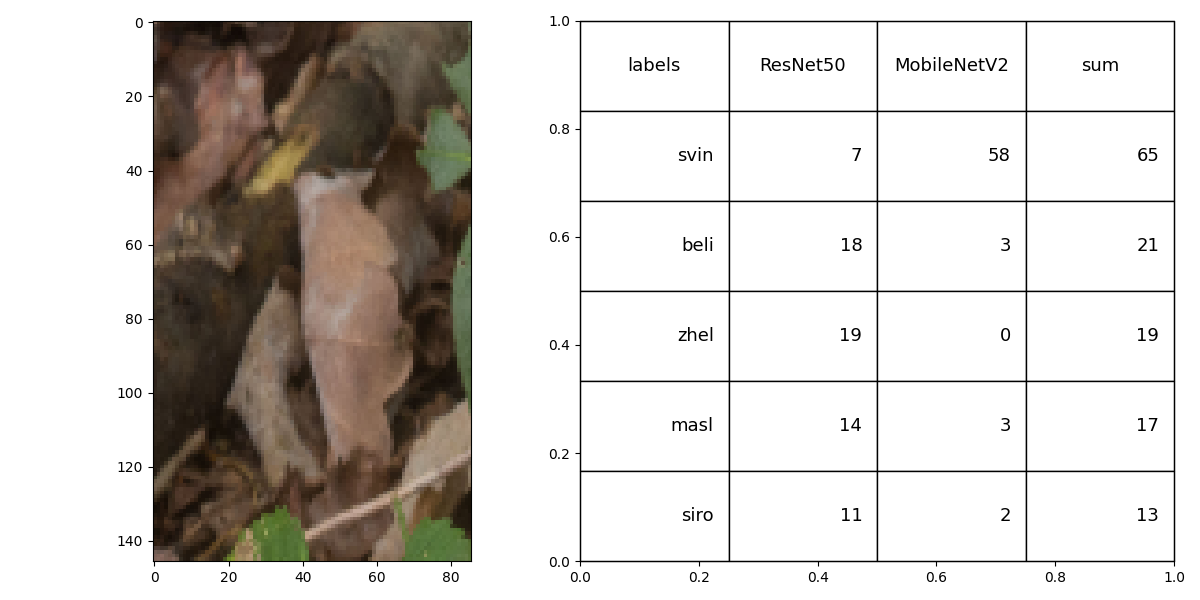 0
20
40
60
80
100
120
140
0 20 40 60 80
1.0
0.8
0.6
0.4
0.2
0.0
labels ResNet50 MobileNetV2 sum
svin 7 58 65
beli 18 3 21
zhel 19 0 19
masl 14 3 17
siro 11 2 13
0.0 0.2 0.4 0.6 0.8 1.0